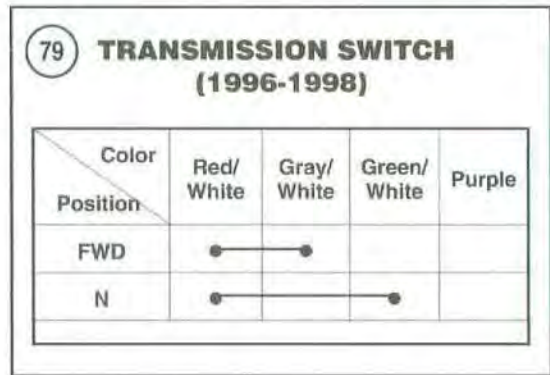 79
TRANSMISSION SWITCH
(1996-1998)
Color
Position
Red/
White
Gray/
White
Green/
White
Purple
FWD
N